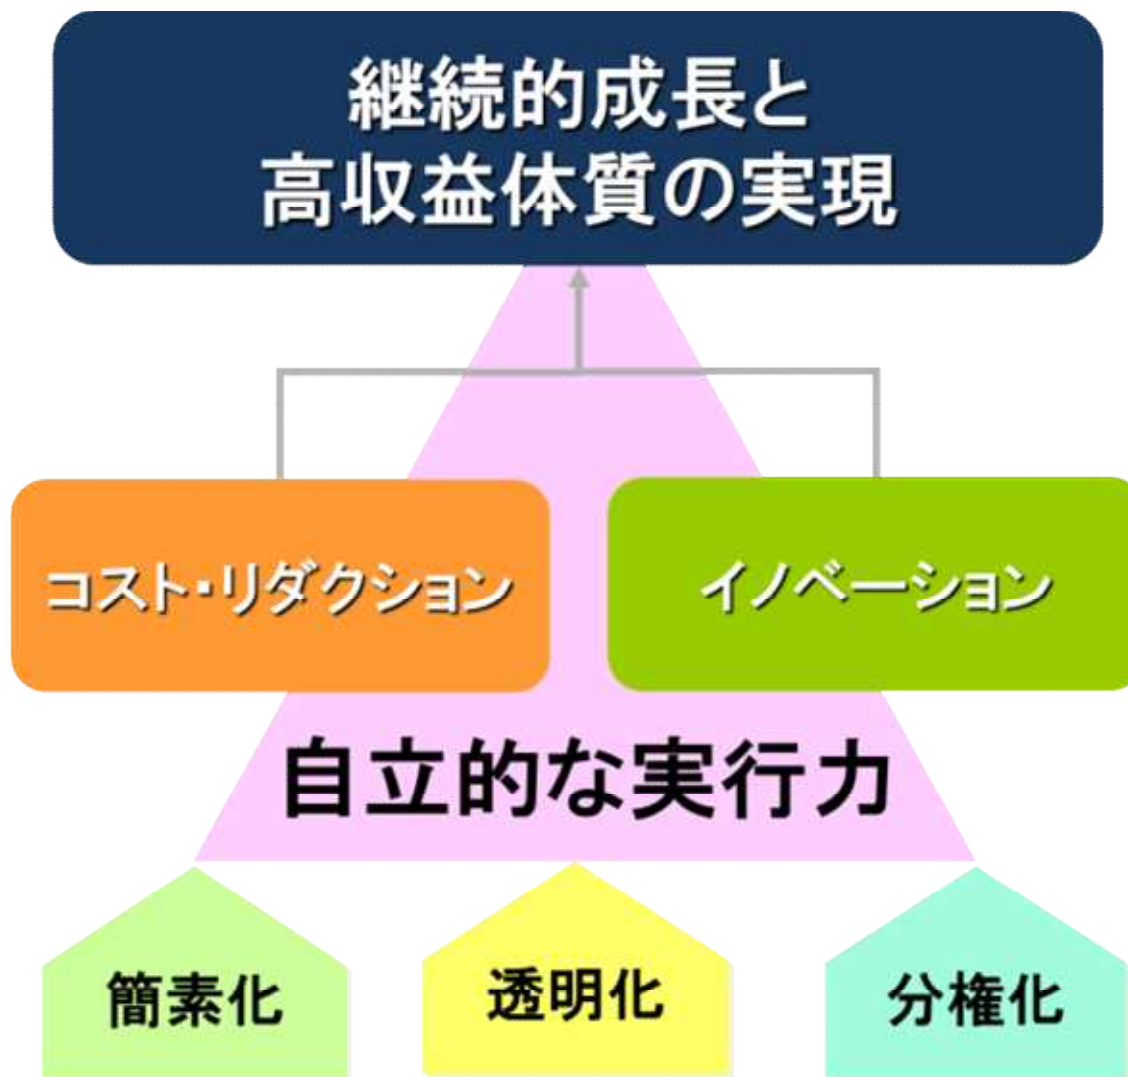 継続的成長と
高収益体質の実現
コスト・リダクション
イノベーション
自立的な実行力
簡素化
透明化
分権化